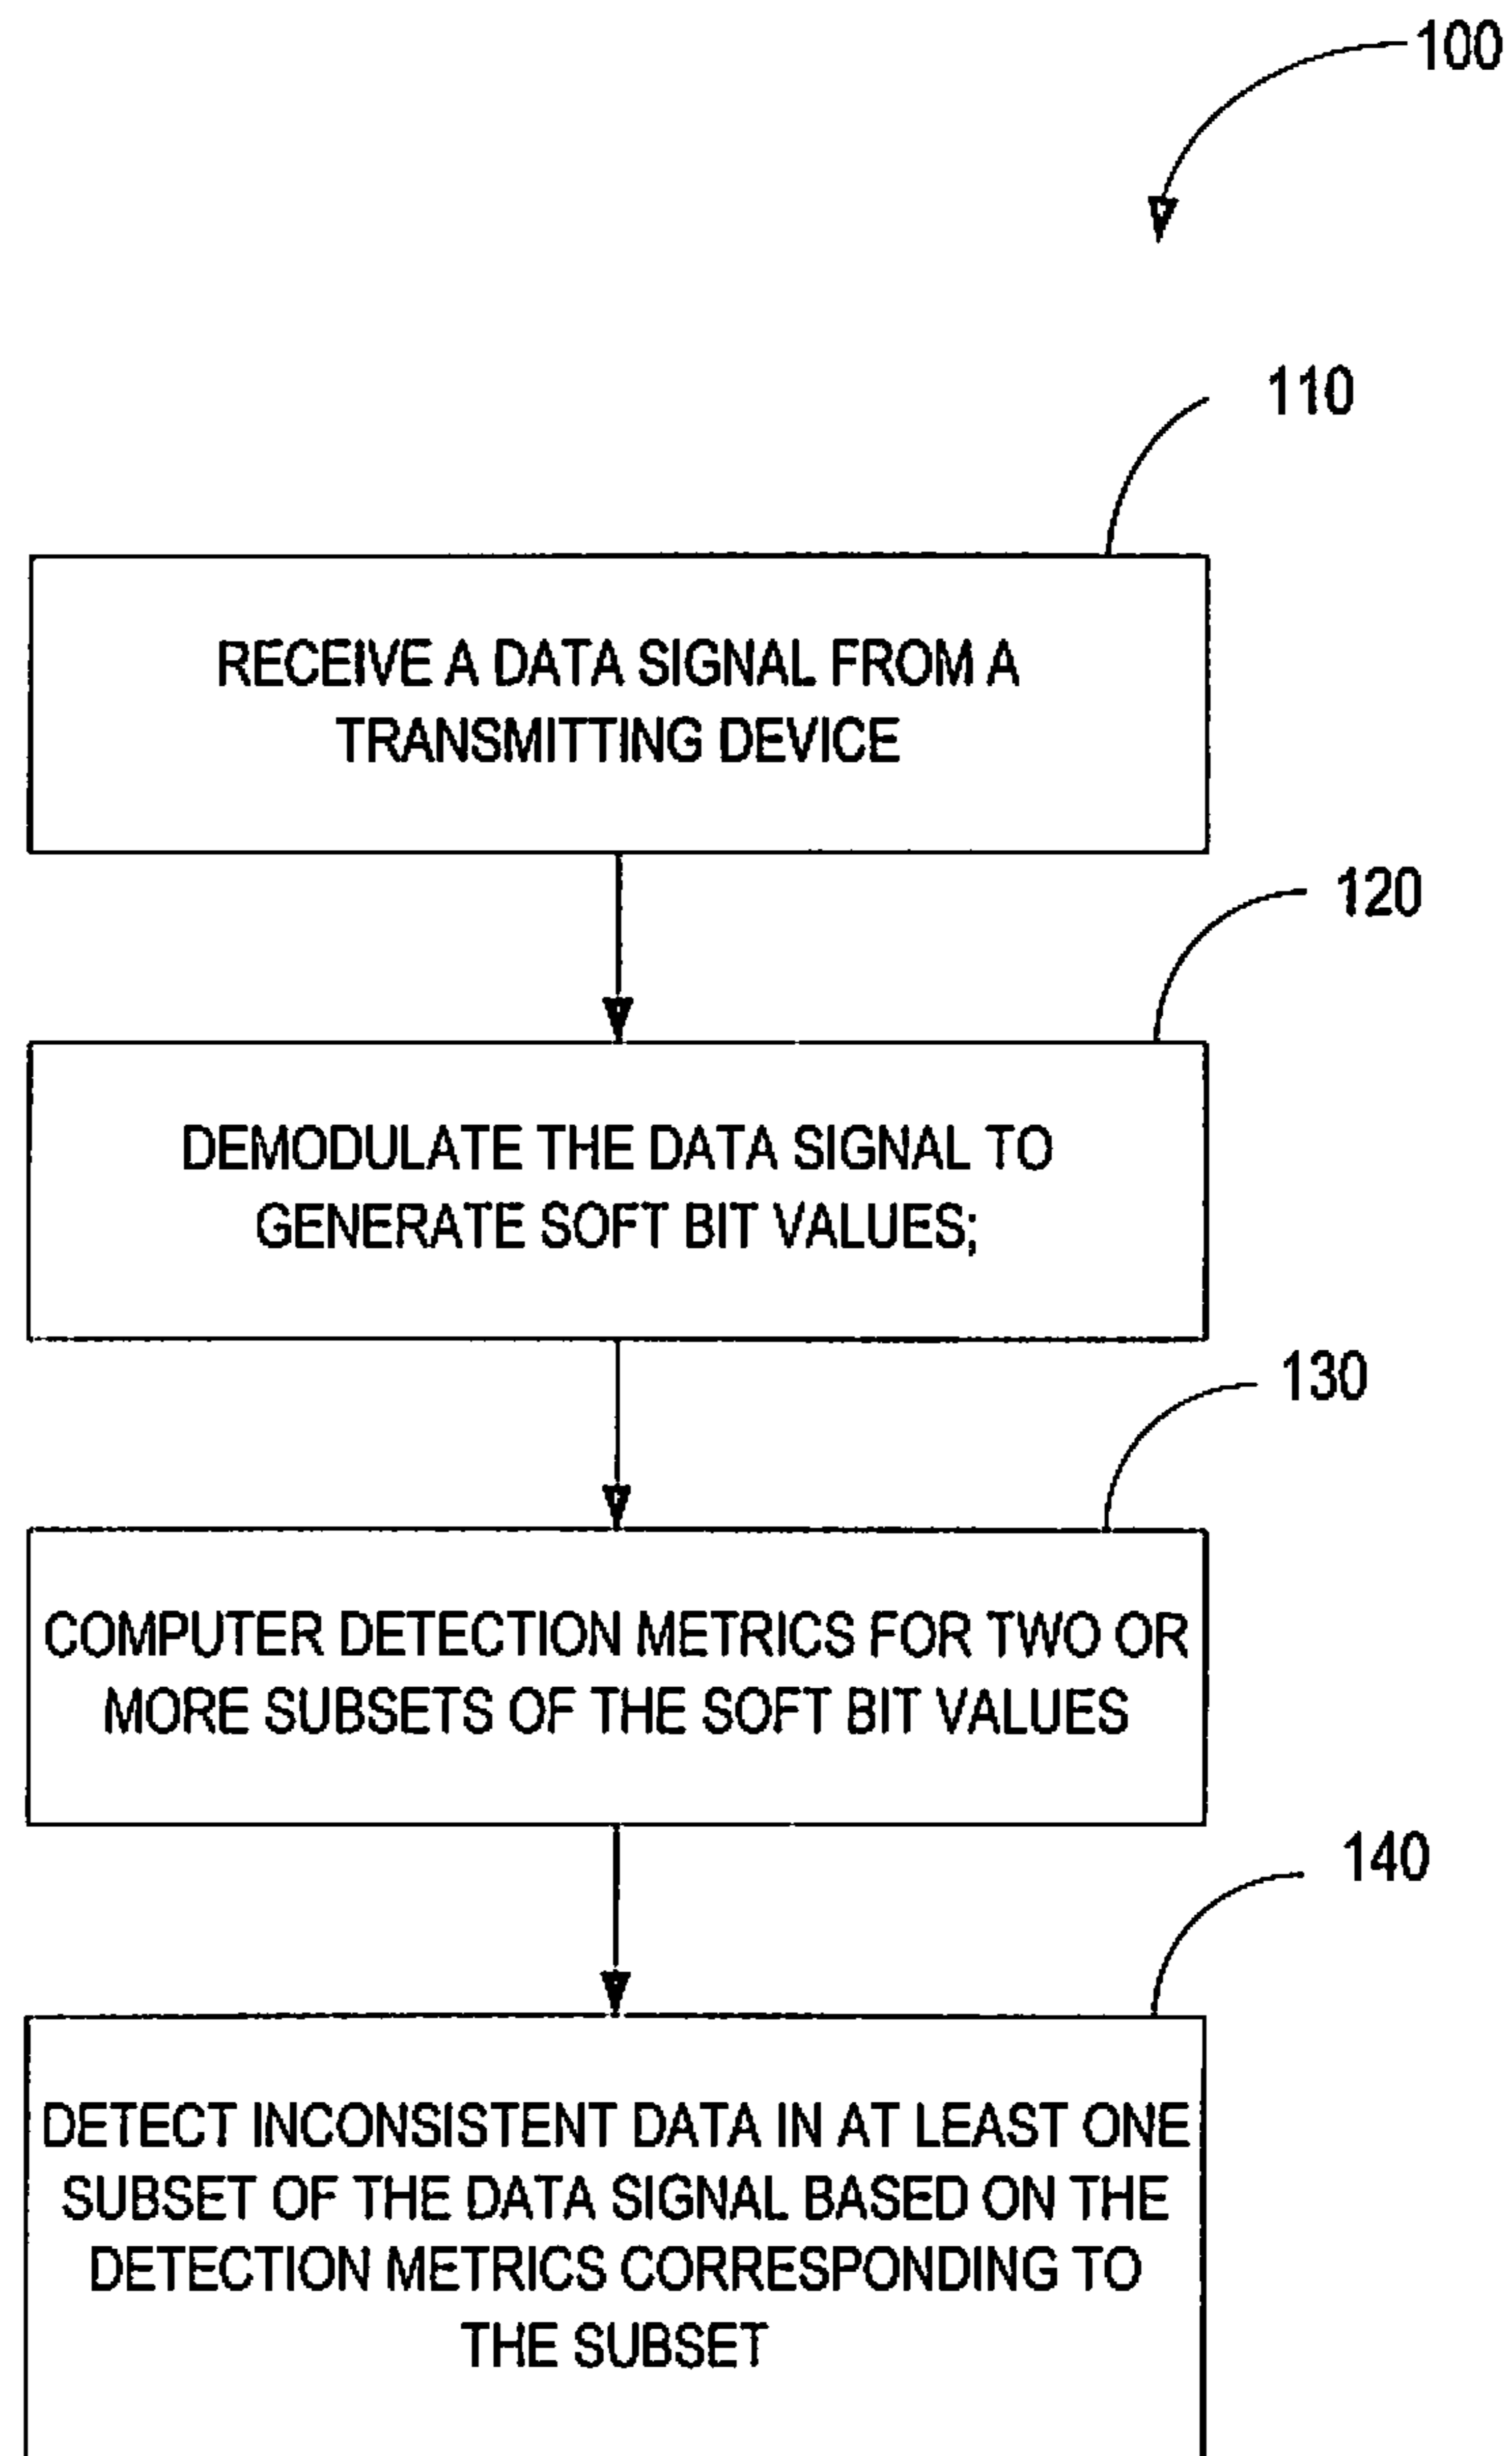 100
110
RECEIVE A DATA SIGNAL FROM A
TRANSMITTING DEVICE
120
DEMODULATE THE DATA SIGNAL TO
GENERATE SOFT BIT VALUES;
130
COMPUTER DETECTION METRICS FOR TWO OR
MORE SUBSETS OF THE SOFT BIT VALUES
140
DETECT INCONSISTENT DATA IN AT LEAST ONE
SUBSET OF THE DATA SIGNAL BASED ON THE
DETECTION METRICS CORRESPONDING TO
THE SUBSET